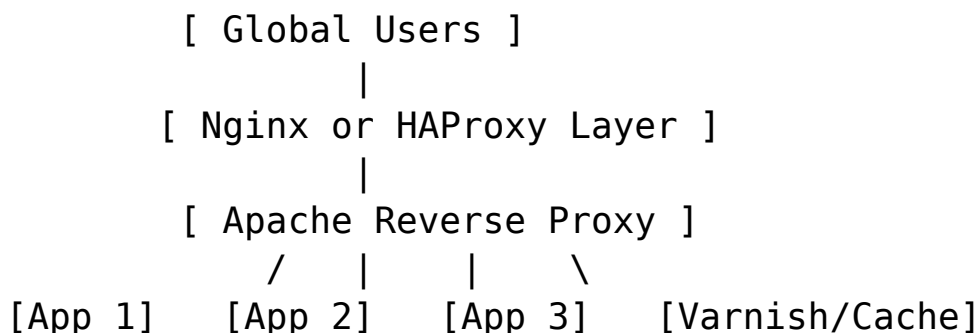 [ Global Users ]
|
[ Nginx or HAProxy Layer ]
|
[ Apache Reverse Proxy ]
/ | | \
[App 1] [App 2] [App 3] [Varnish/Cache]